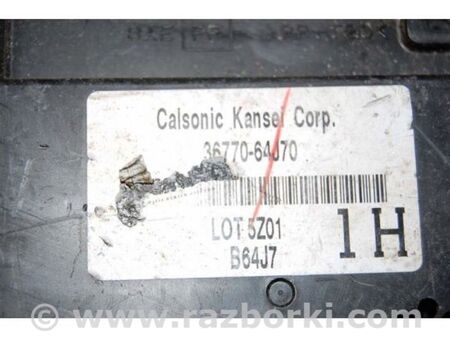 Calsonic Kansei Corp.
36770-64J70
LOT 5Z01
1H
B64J7
© www.razborki.com